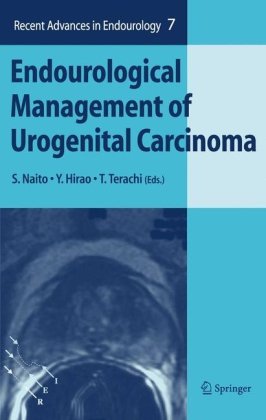 Recent Advances in Endourology 7
Endourological
Management of
Urogenital Carcinoma
S. Naito • Y. Hirao • T. Terachi (Eds.)
I
E
R
Springer